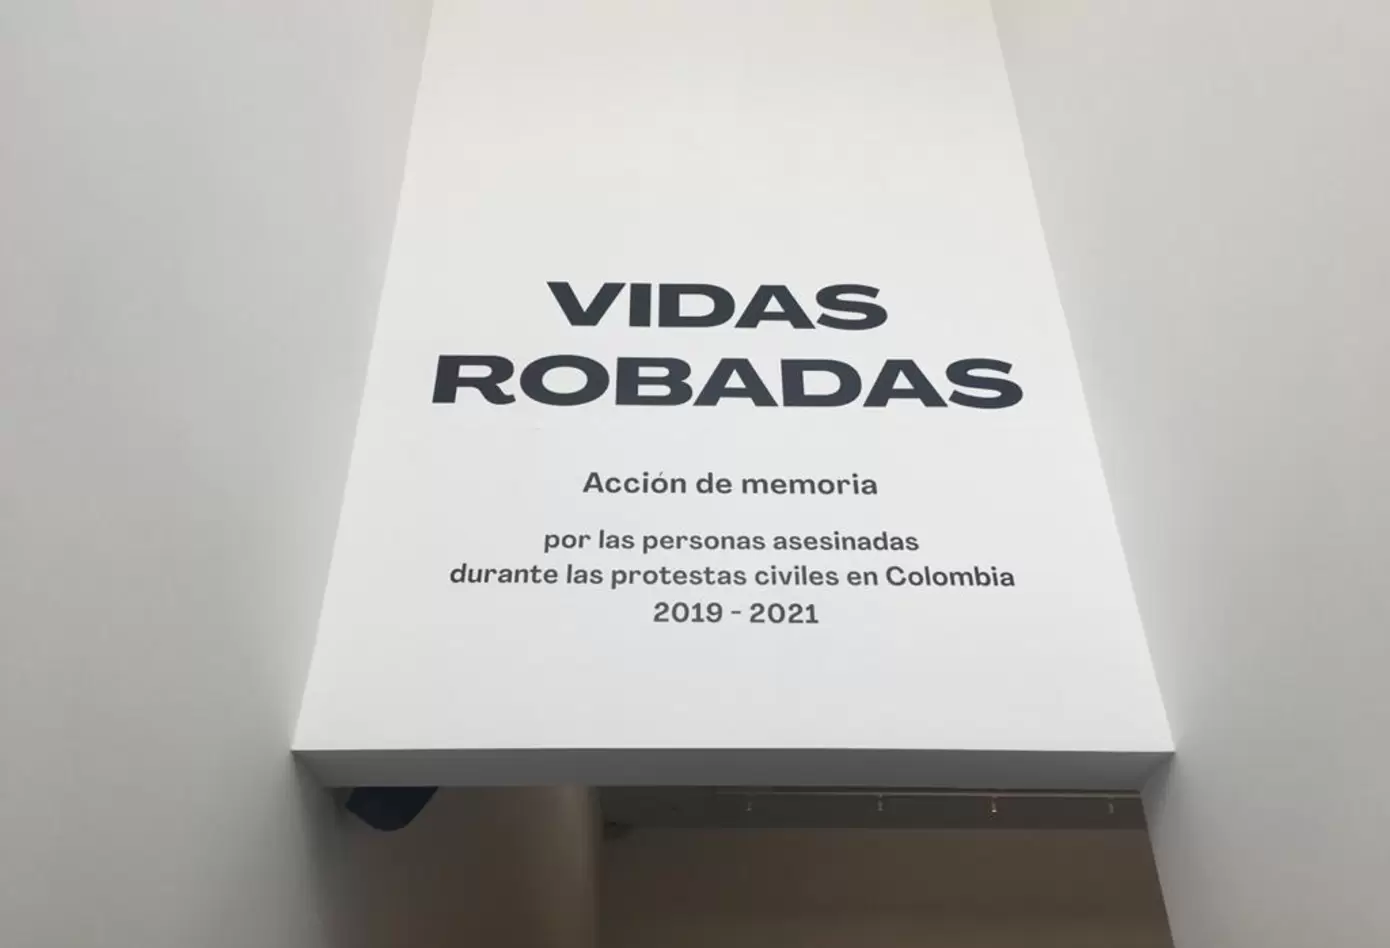 VIDAS
ROBADAS
Acción de memoria
por las personas asesinadas
durante las protestas civiles en Colombia
2019 - 2021